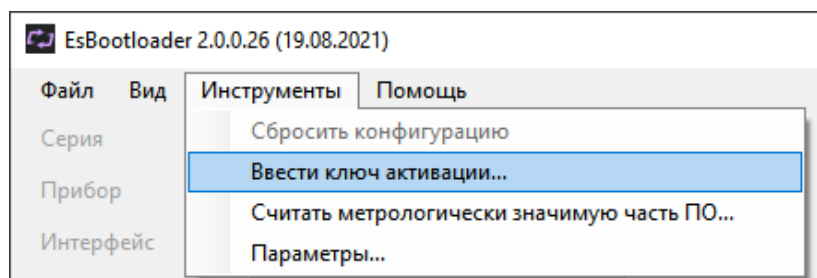 EsBootloader 2.0.0.26 (19.08.2021)
Файл Вид Инструменты Помощь
Серия
Прибор
Интерфейс
Сбросить конфигурацию
Ввести ключ активации...
Считать метрологически значимую часть ПО...
Параметры...